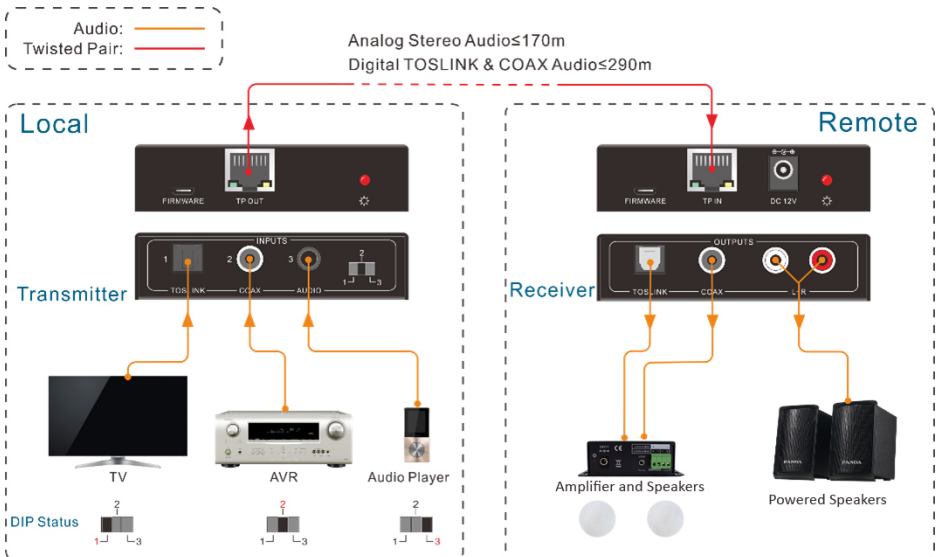 Audio:
Twisted Pair:
Analog Stereo Audio≤170m
Digital TOSLINK & COAX Audio≤290m
Local
FIRMWARE
TP OUT
INPUTS
1
2
3
2
1
3
TOSLINK
COAX
AUDIO
Transmitter
TV
AVR
Audio Player
DIP Status
2
1
3
2
1
3
2
1
3
Remote
FIRMWARE
TP IN
DC 12V
OUTPUTS
TOSLINK
COAX
L
R
Receiver
Amplifier and Speakers
PANDA
PANDA
Powered Speakers